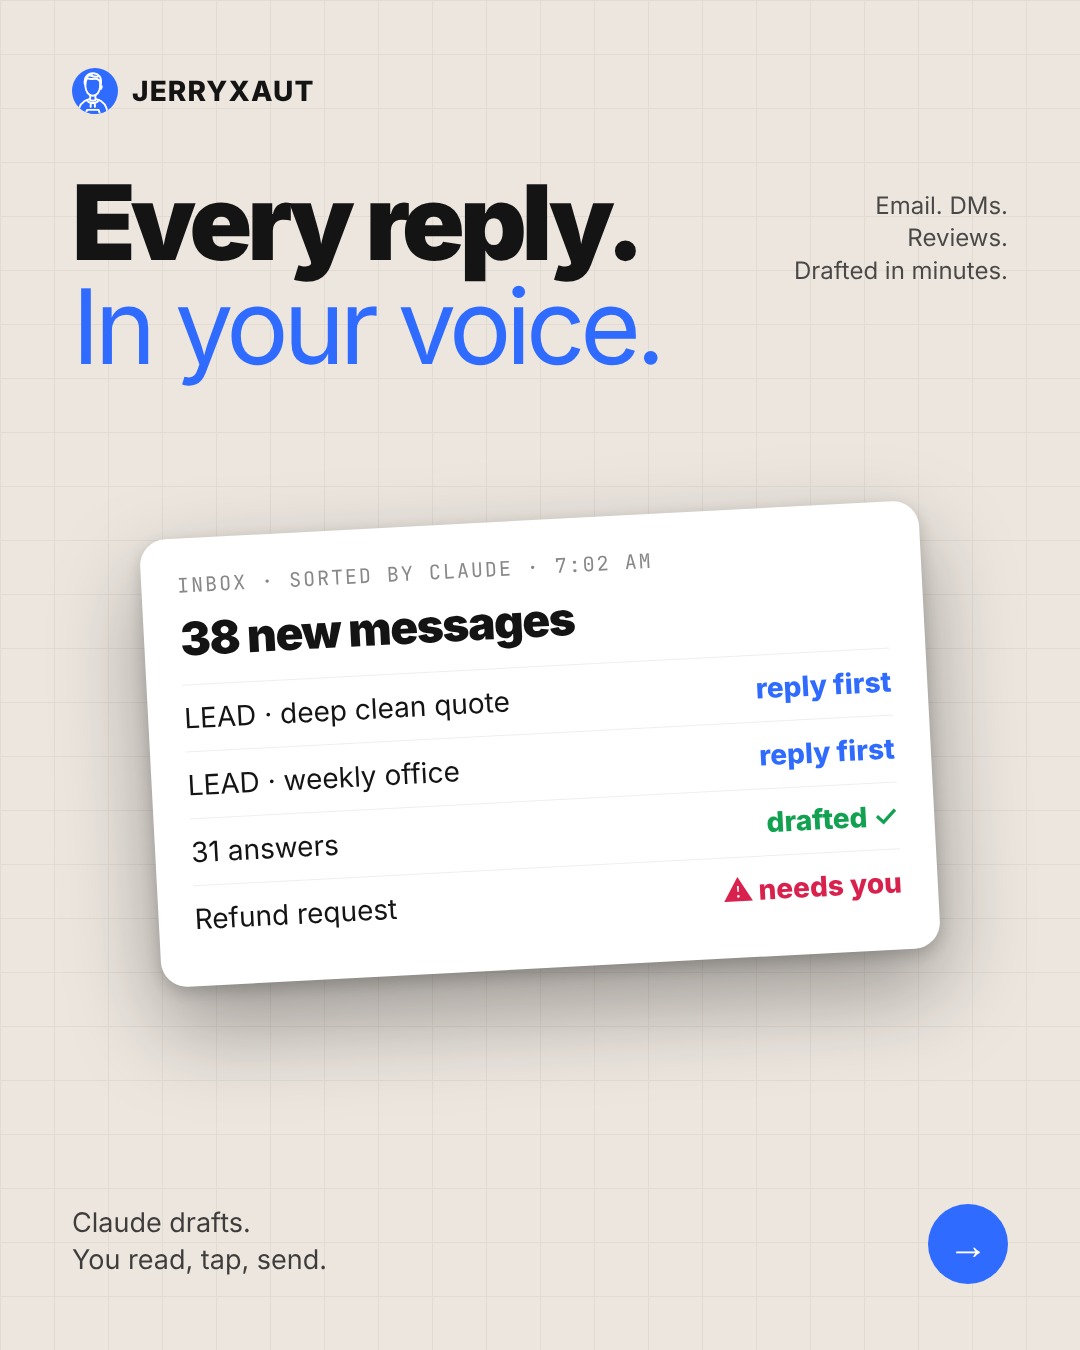 JERRYXAUT
Every reply.
In your voice.
Email. DMs.
Reviews.
Drafted in minutes.
INBOX · SORTED BY CLAUDE · 7:02 AM
38 new messages
LEAD · deep clean quote reply first
LEAD · weekly office reply first
31 answers drafted ✓
Refund request ⚠ needs you
Claude drafts.
You read, tap, send.
→